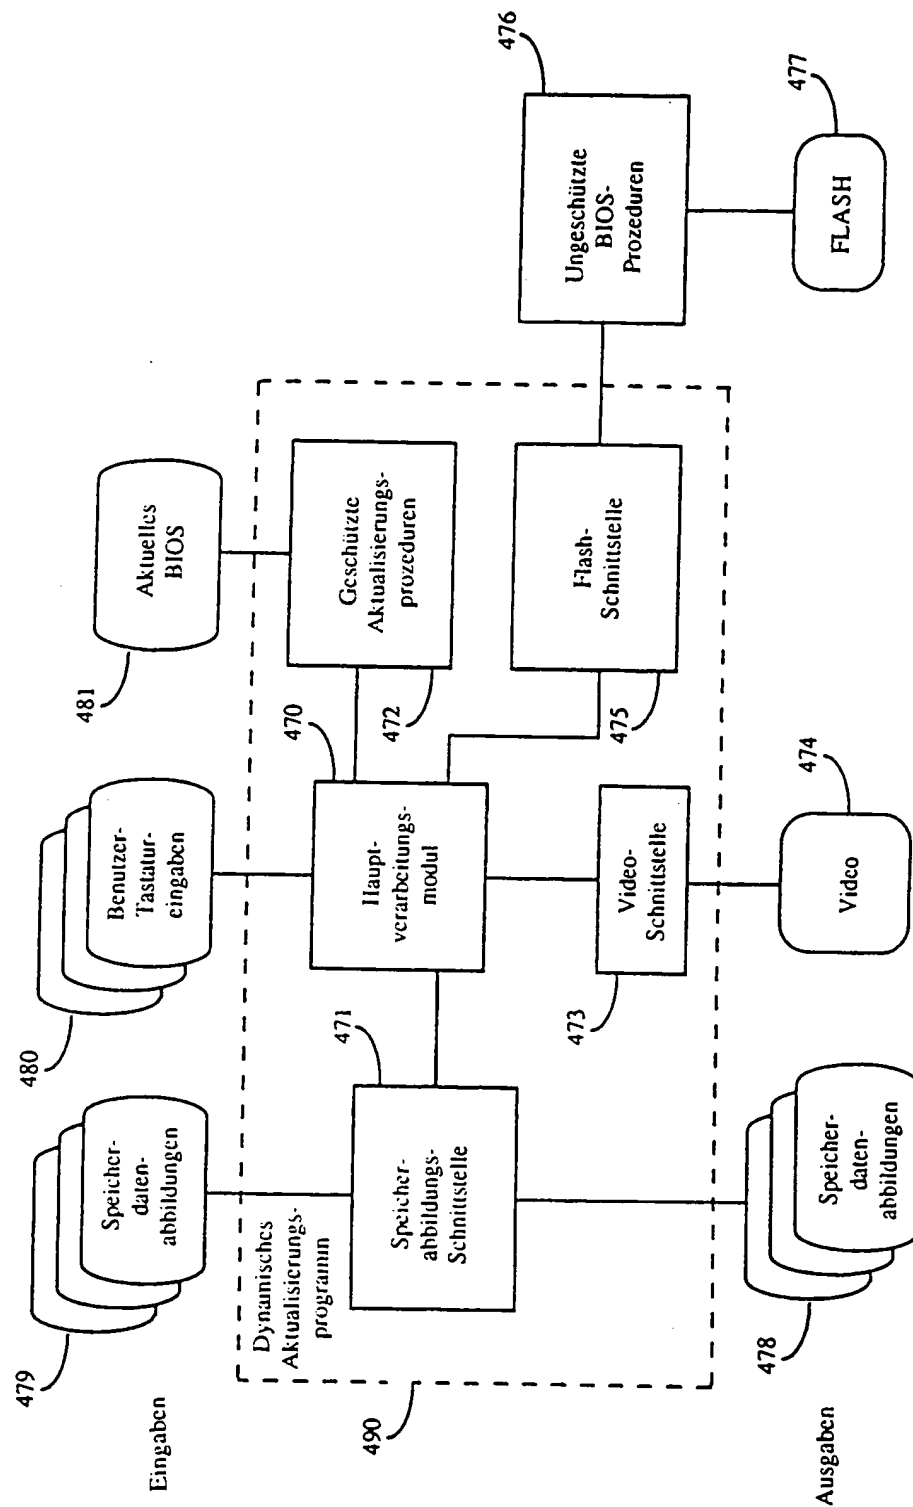 Eingaben
479
Speicher-
daten-
abbildungen
480
Benutzer-
Tastatur-
eingaben
481
Aktuelles
BIOS
Dynamisches
Aktualisierungs-
programm
490
471
Speicher-
abbildungs-
Schnittstelle
470
Haupt-
verarbeitungs
modul
472
Geschützte
Aktualisierungs-
prozeduren
473
Video-
Schnittstelle
475
Flash-
Schnittstelle
476
Ungeschützte
BIOS-
Prozeduren
Ausgaben
478
Speicher-
daten-
abbildungen
474
Video
477
FLASH